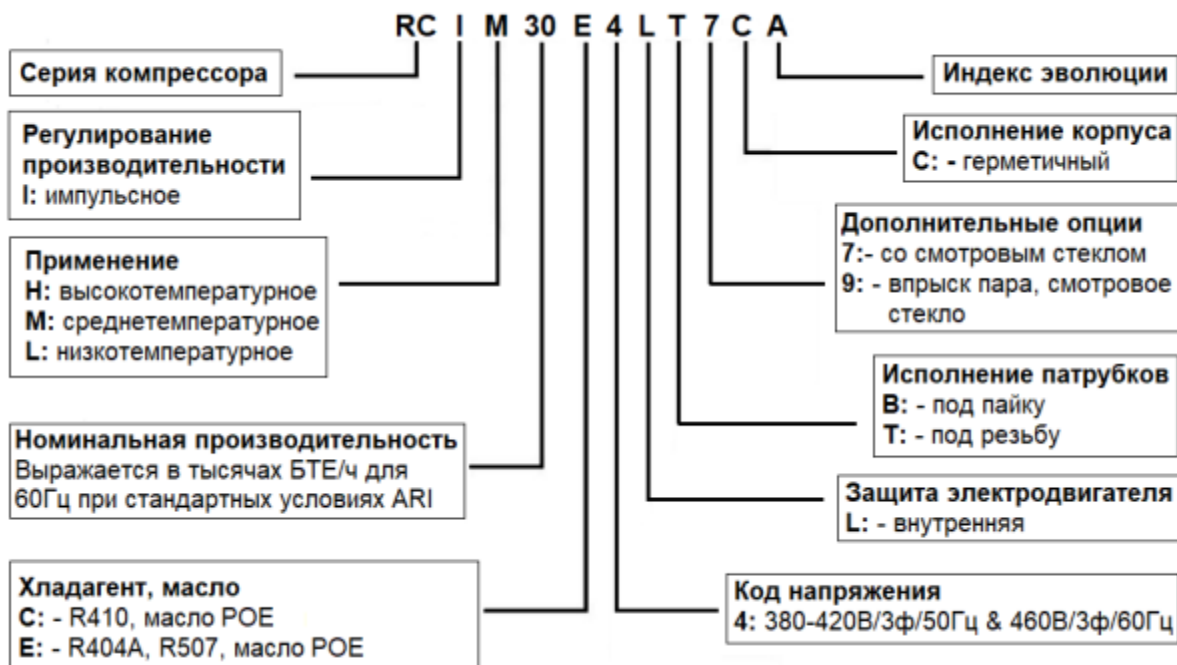 RC I M 30 E 4 L T 7 C A
Серия компрессора
Регулирование
производительности
I: импульсное
Применение
H: высокотемпературное
M: среднетемпературное
L: низкотемпературное
Номинальная производительность
Выражается в тысячах БТЕ/ч для
60Гц при стандартных условиях ARI
Хладагент, масло
C: - R410, масло POE
E: - R404A, R507, масло POE
Индекс эволюции
Исполнение корпуса
C: - герметичный
Дополнительные опции
7:- со смотровым стеклом
9: - впрыск пара, смотровое
стекло
Исполнение патрубков
B: - под пайку
T: - под резьбу
Защита электродвигателя
L: - внутренняя
Код напряжения
4: 380-420В/3ф/50Гц & 460В/3ф/60Гц